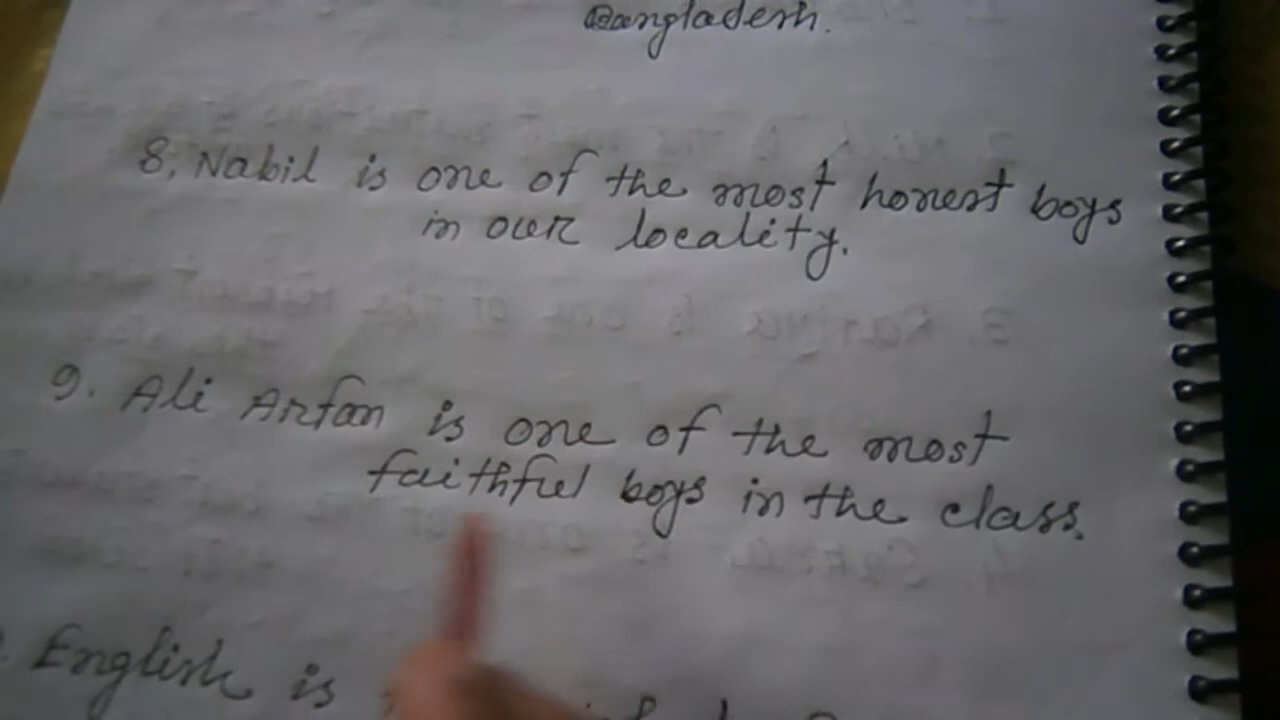 Bangladesh.
8. Nabil is one of the most honest boys
in our locality.
9. Ali Arfan is one of the most
faithful boys in the class.
English is